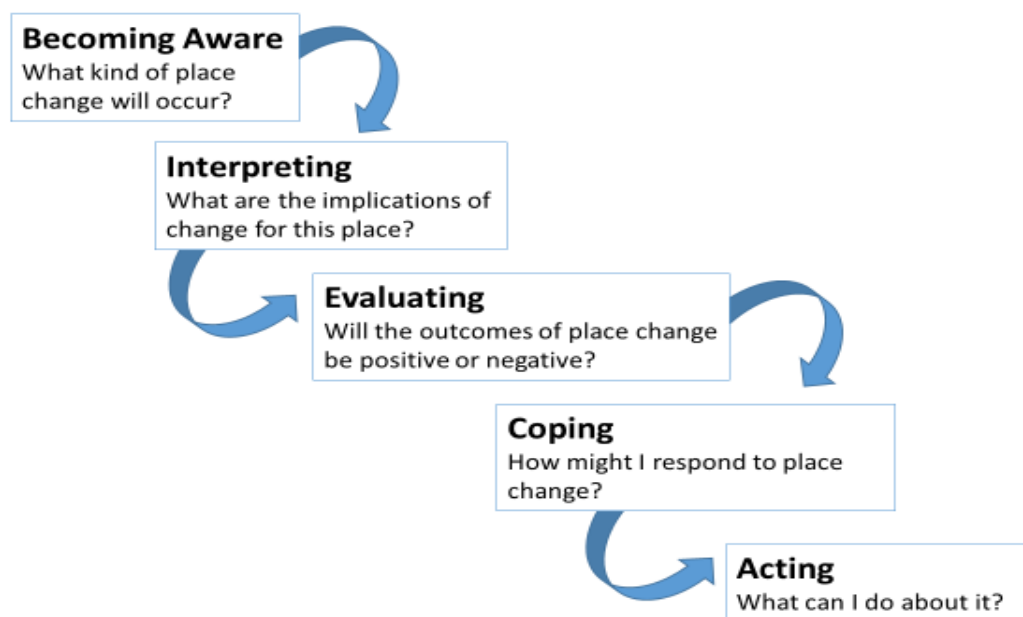 Becoming Aware
What kind of place
change will occur?
Interpreting
What are the implications of
change for this place?
Evaluating
Will the outcomes of place change
be positive or negative?
Coping
How might I respond to place
change?
Acting
What can I do about it?